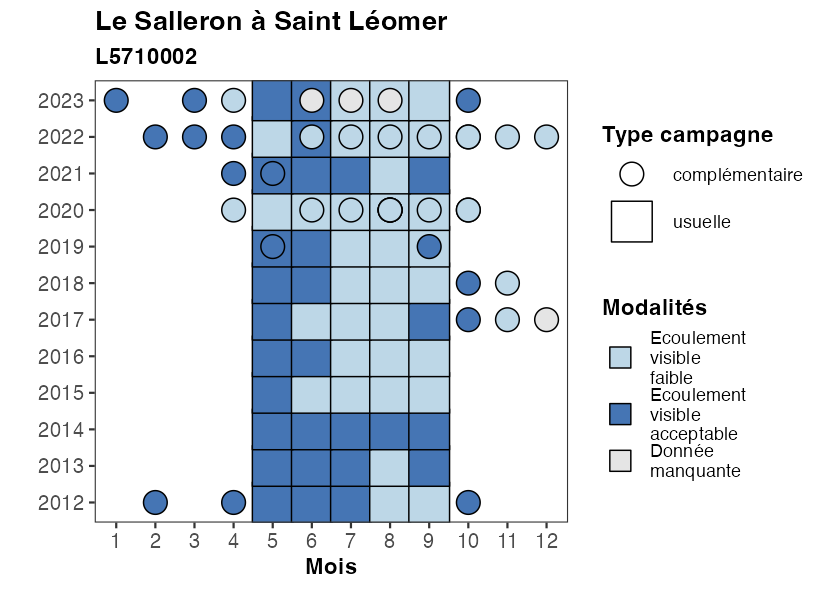 Le Salleron à Saint Léomer
L5710002
2023
2022
2021
2020
2019
2018
2017
2016
2015
2014
2013
2012
1 2 3 4 5 6 7 8 9 10 11 12
Mois
Type campagne
complémentaire
usuelle
Modalités
Ecoulement
visible
faible
Ecoulement
visible
acceptable
Donnée
manquante